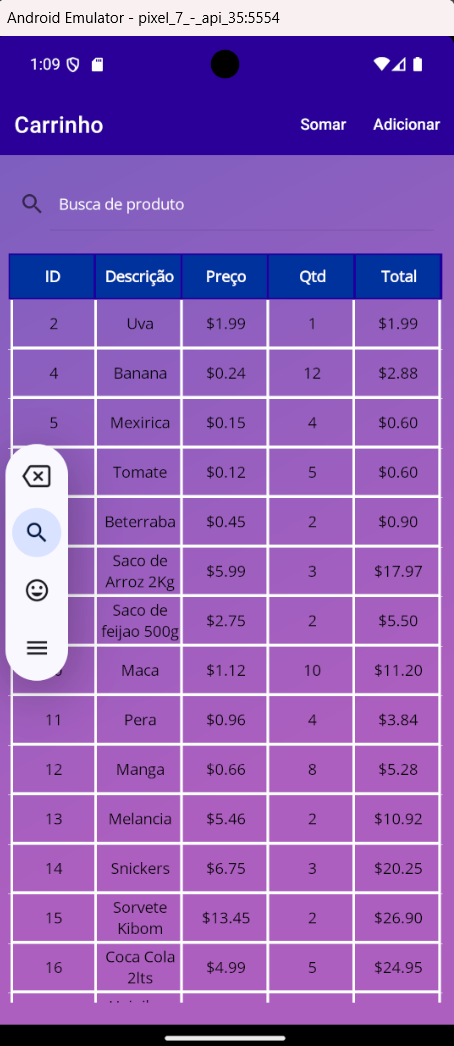 Android Emulator - pixel_7_-_api_35:5554
1:09
Carrinho Somar Adicionar
Busca de produto
ID Descrição Preço Qtd Total
2 Uva $1.99 1 $1.99
4 Banana $0.24 12 $2.88
5 Mexirica $0.15 4 $0.60
Tomate $0.12 5 $0.60
Beterraba $0.45 2 $0.90
Saco de
Arroz 2Kg $5.99 3 $17.97
Saco de
feijao 500g $2.75 2 $5.50
Maca $1.12 10 $11.20
11 Pera $0.96 4 $3.84
12 Manga $0.66 8 $5.28
13 Melancia $5.46 2 $10.92
14 Snickers $6.75 3 $20.25
15 Sorvete
Kibom $13.45 2 $26.90
16 Coca Cola
2lts $4.99 5 $24.95